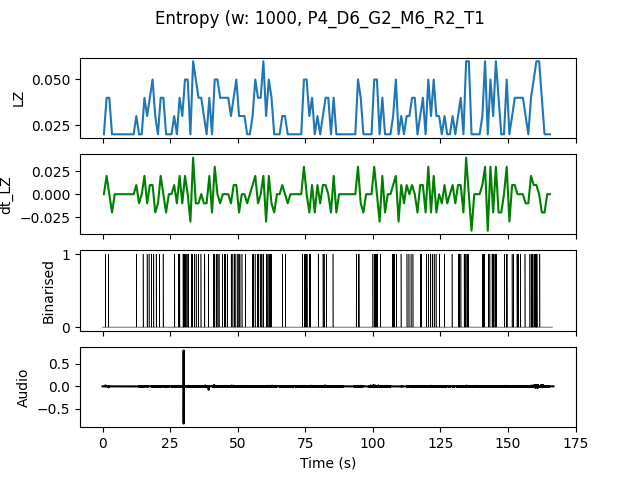 Entropy (w: 1000, P4_D6_G2_M6_R2_T1
LZ
0.050
0.025
dt_LZ
0.025
0.000
−0.025
Binarised
1
0
Audio
0.5
0.0
−0.5
0 25 50 75 100 125 150 175
Time (s)